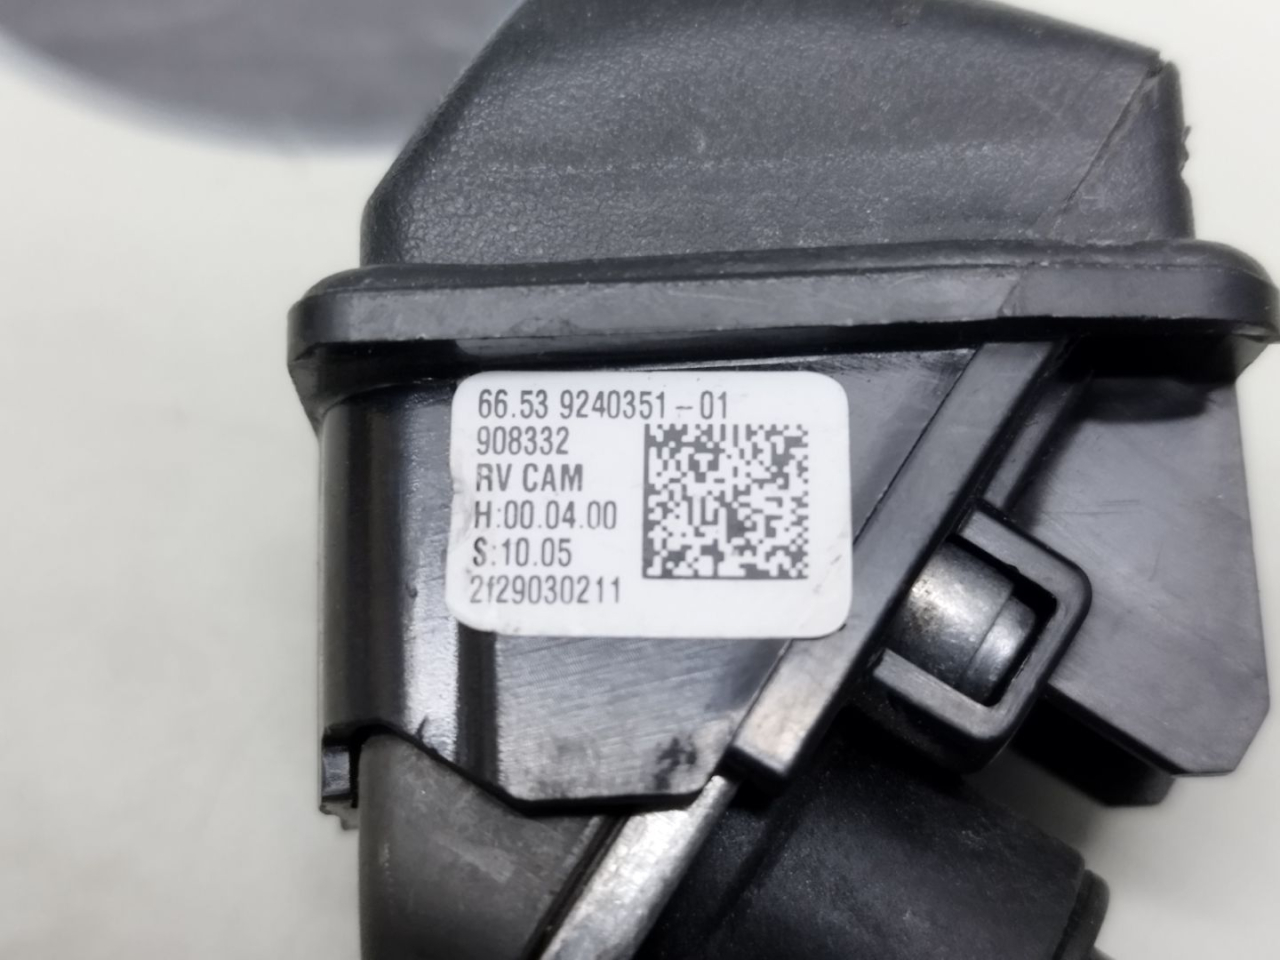 66.53 9240351-01
908332
RV CAM
H:00.04.00
S:10.05
2f29030211